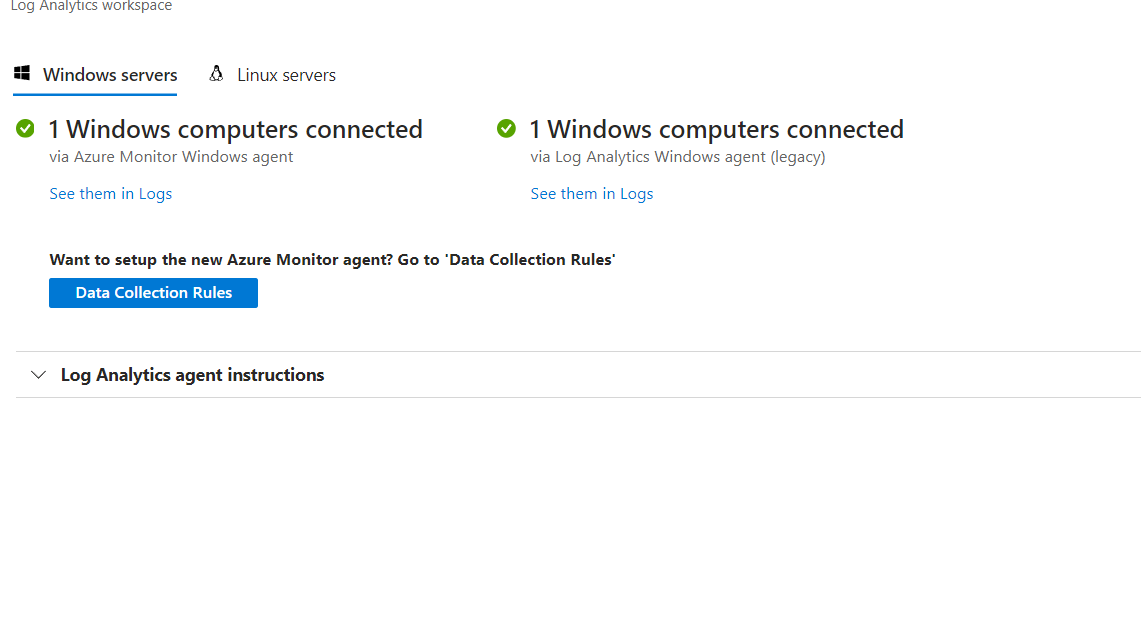 Log Analytics workspace
Windows servers
Linux servers
1 Windows computers connected
via Azure Monitor Windows agent
See them in Logs
1 Windows computers connected
via Log Analytics Windows agent (legacy)
See them in Logs
Want to setup the new Azure Monitor agent? Go to 'Data Collection Rules'
Data Collection Rules
Log Analytics agent instructions